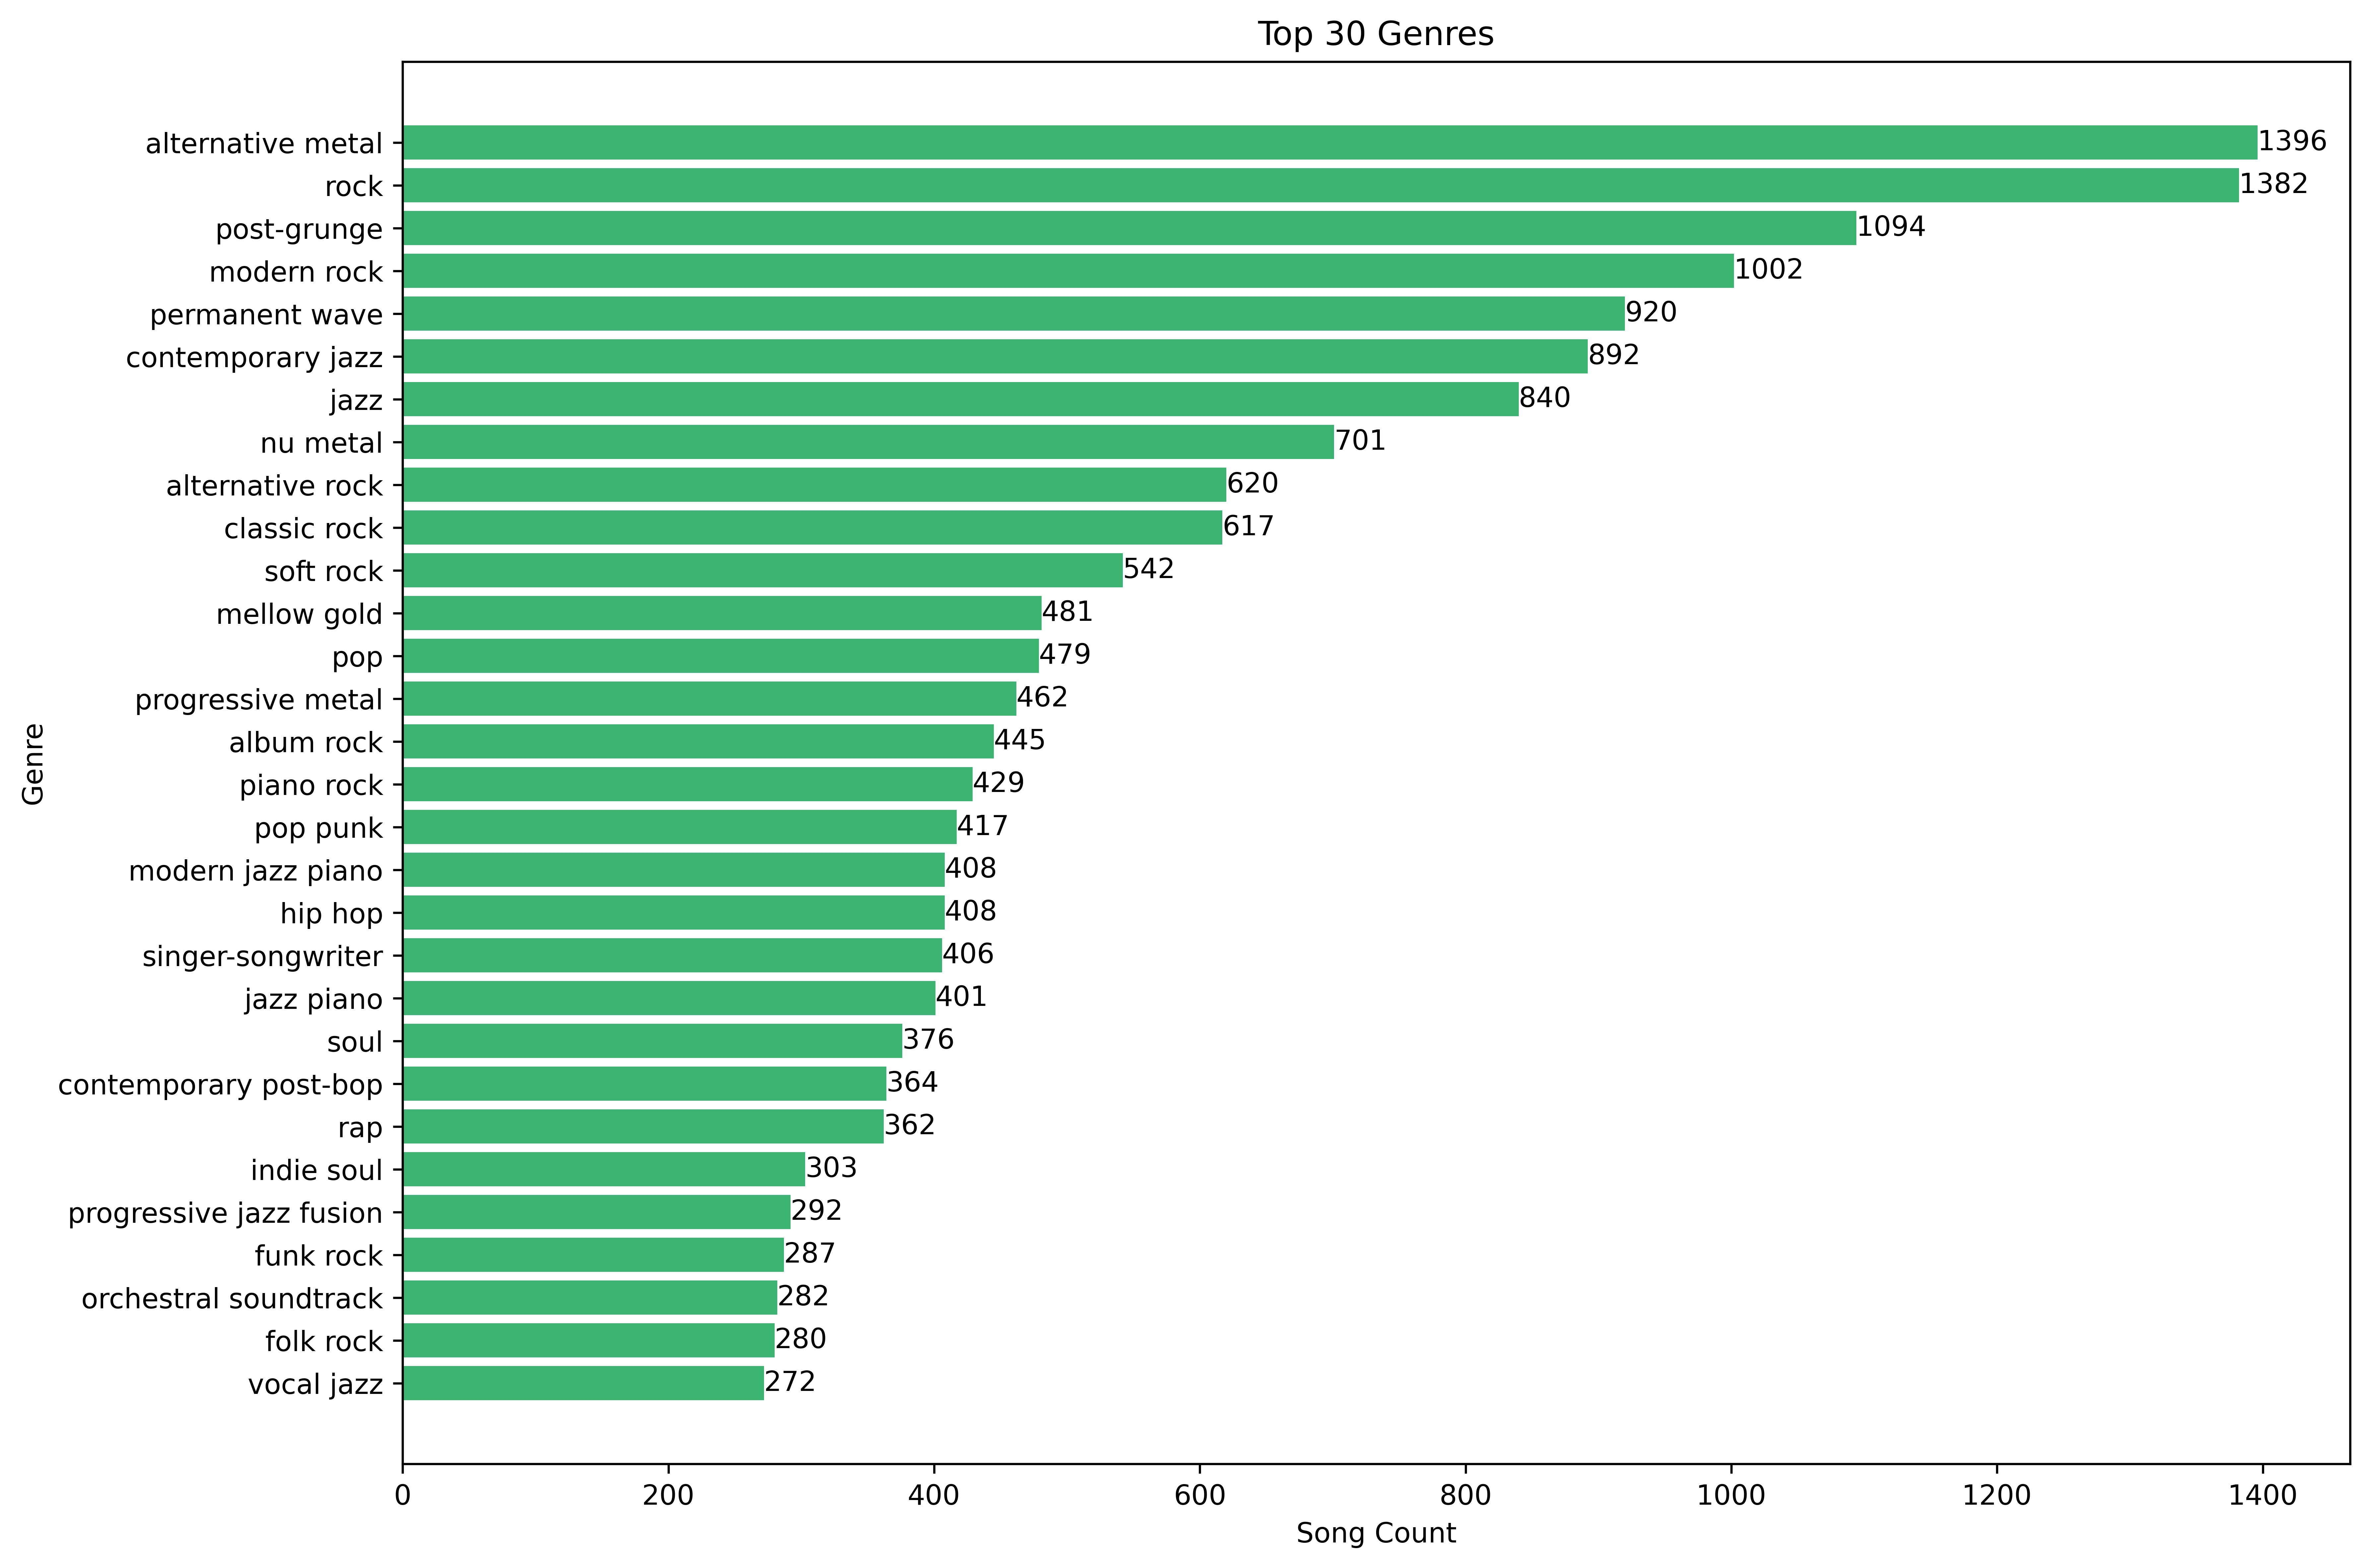 Top 30 Genres
alternative metal 1396
rock 1382
post-grunge 1094
modern rock 1002
permanent wave 920
contemporary jazz 892
jazz 840
nu metal 701
alternative rock 620
classic rock 617
soft rock 542
mellow gold 481
pop 479
progressive metal 462
album rock 445
piano rock 429
pop punk 417
modern jazz piano 408
hip hop 408
singer-songwriter 406
jazz piano 401
soul 376
contemporary post-bop 364
rap 362
indie soul 303
progressive jazz fusion 292
funk rock 287
orchestral soundtrack 282
folk rock 280
vocal jazz 272
Genre
0 200 400 600 800 1000 1200 1400
Song Count